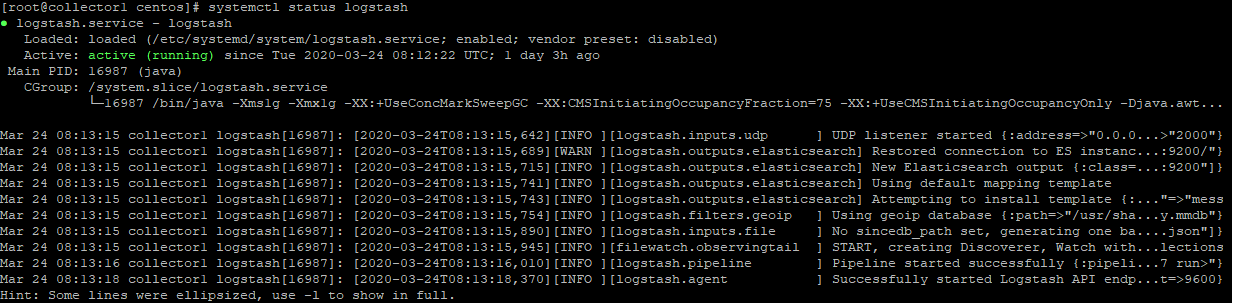 [root@collector1 centos]# systemctl status logstash
● logstash.service - logstash
   Loaded: loaded (/etc/systemd/system/logstash.service; enabled; vendor preset: disabled)
   Active: active (running) since Tue 2020-03-24 08:12:22 UTC; 1 day 3h ago
 Main PID: 16987 (java)
   CGroup: /system.slice/logstash.service
           └─16987 /bin/java -Xms1g -Xmx1g -XX:+UseConcMarkSweepGC -XX:CMSInitiatingOccupancyFraction=75 -XX:+UseCMSInitiatingOccupancyOnly -Djava.awt...
Mar 24 08:13:15 collector1 logstash[16987]: [2020-03-24T08:13:15,642][INFO ][logstash.inputs.udp      ] UDP listener started {:address=>"0.0.0...>"2000"}
Mar 24 08:13:15 collector1 logstash[16987]: [2020-03-24T08:13:15,689][WARN ][logstash.outputs.elasticsearch] Restored connection to ES instanc...:9200/"}
Mar 24 08:13:15 collector1 logstash[16987]: [2020-03-24T08:13:15,715][INFO ][logstash.outputs.elasticsearch] New Elasticsearch output {:class=...:9200"]}
Mar 24 08:13:15 collector1 logstash[16987]: [2020-03-24T08:13:15,741][INFO ][logstash.outputs.elasticsearch] Using default mapping template
Mar 24 08:13:15 collector1 logstash[16987]: [2020-03-24T08:13:15,743][INFO ][logstash.outputs.elasticsearch] Attempting to install template {:..."=>"mess
Mar 24 08:13:15 collector1 logstash[16987]: [2020-03-24T08:13:15,754][INFO ][logstash.filters.geoip   ] Using geoip database {:path=>"/usr/sha...y.mmdb"}
Mar 24 08:13:15 collector1 logstash[16987]: [2020-03-24T08:13:15,890][INFO ][logstash.inputs.file     ] No sincedb_path set, generating one ba....json"]}
Mar 24 08:13:15 collector1 logstash[16987]: [2020-03-24T08:13:15,945][INFO ][filewatch.observingtail  ] START, creating Discoverer, Watch with...lections
Mar 24 08:13:16 collector1 logstash[16987]: [2020-03-24T08:13:16,010][INFO ][logstash.pipeline        ] Pipeline started successfully {:pipeli...7 run>"}
Mar 24 08:13:18 collector1 logstash[16987]: [2020-03-24T08:13:18,370][INFO ][logstash.agent           ] Successfully started Logstash API endp...t=>9600}
Hint: Some lines were ellipsized, use -l to show in full.